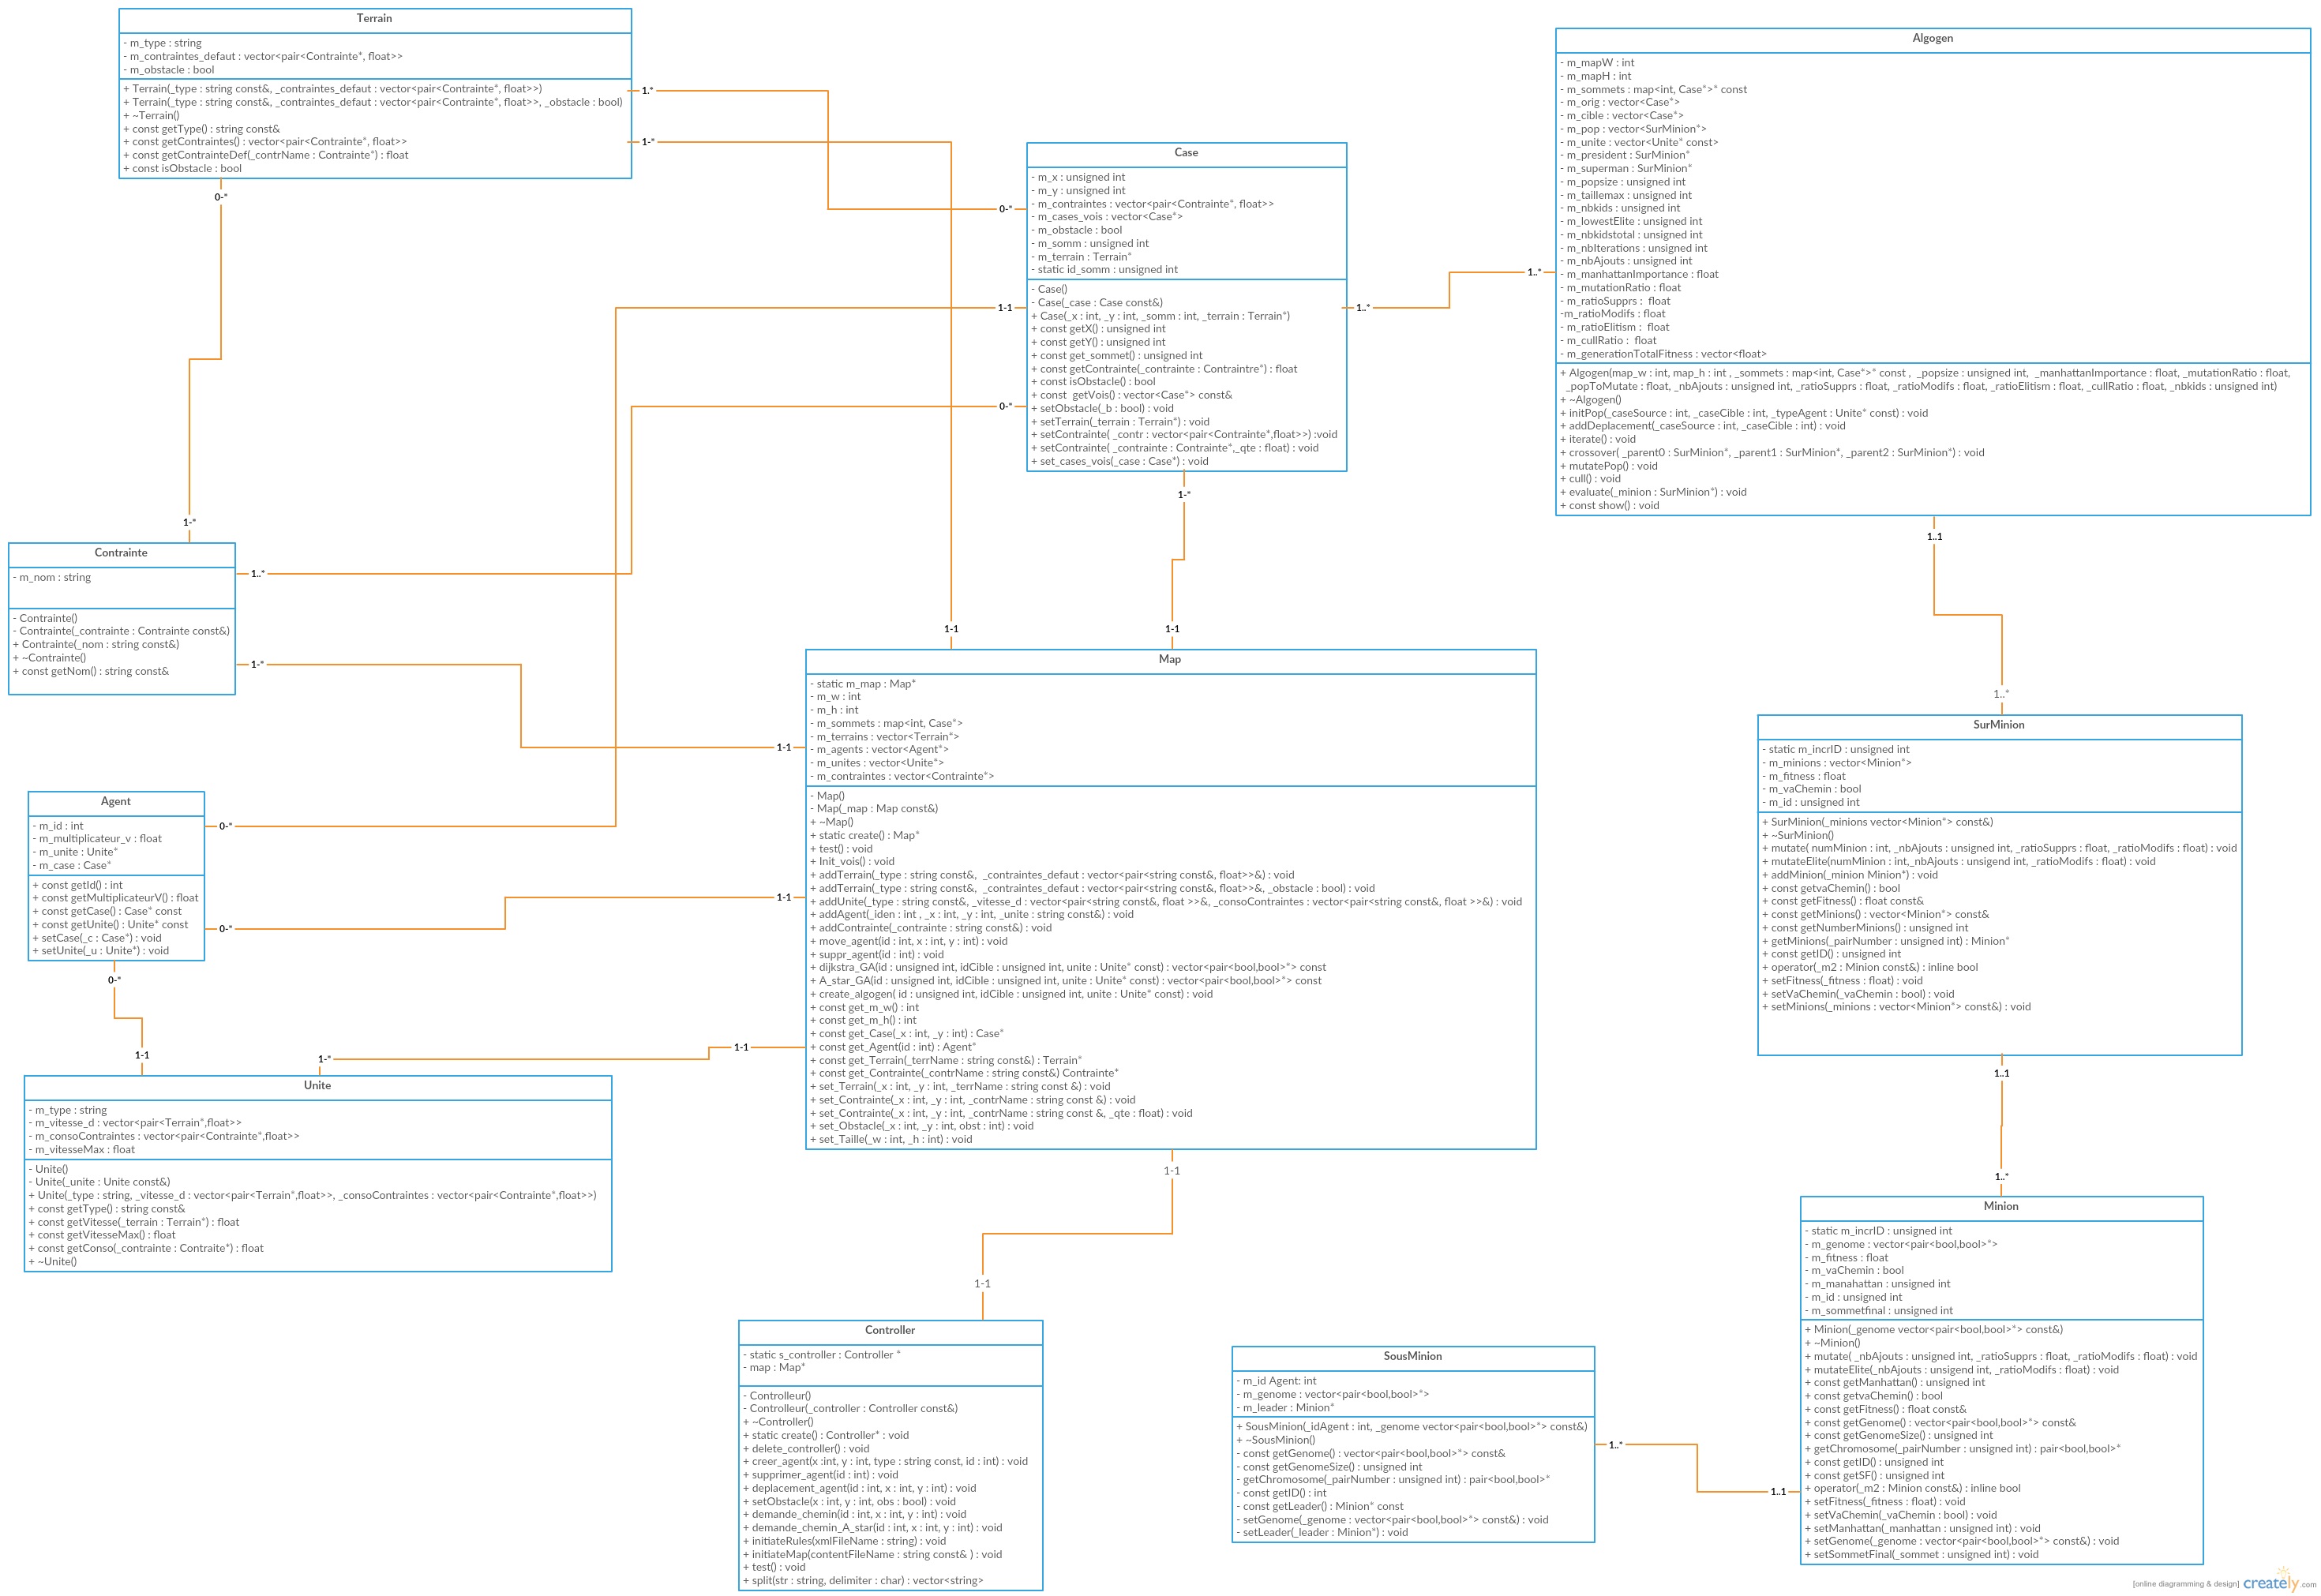 Terrain
- m_type : string
- m_contraintes_defaut : vector<pair<Contrainte*, float>>
- m_obstacle : bool
+ Terrain(_type : string const&, _contraintes_defaut : vector<pair<Contrainte*, float>>)
+ Terrain(_type : string const&, _contraintes_defaut : vector<pair<Contrainte*, float>>, _obstacle : bool)
+ ~Terrain()
+ const getType() : string const&
+ const getContraintes() : vector<pair<Contrainte*, float>>
+ const getContrainteDef(_contrName : Contrainte*) : float
+ const isObstacle : bool
1.*
1-*
0-*
1-*
Case
- m_x : unsigned int
- m_y : unsigned int
- m_contraintes : vector<pair<Contrainte*, float>>
- m_cases_vois : vector<Case*>
- m_obstacle : bool
- m_somm : unsigned int
- m_terrain : Terrain*
- static id_somm : unsigned int
- Case()
- Case(_case : Case const&)
+ Case(_x : int, _y : int, _somm : int, _terrain : Terrain*)
+ const getX() : unsigned int
+ const getY() : unsigned int
+ const get_sommet() : unsigned int
+ const getContrainte(_contrainte : Contraintre*) : float
+ const isObstacle() : bool
+ const  getVois() : vector<Case*> const&
+ setObstacle(_b : bool) : void
+ setTerrain(_terrain : Terrain*) : void
+ setContrainte( _contr : vector<pair<Contrainte*,float>>) :void
+ setContrainte( _contrainte : Contrainte*,_qte : float) : void
+ set_cases_vois(_case : Case*) : void
0-*
1-1
0-*
1..*
1..*
1-*
1-1
1-1
Algogen
- m_mapW : int
- m_mapH : int
- m_sommets : map<int, Case*>* const
- m_orig : vector<Case*>
- m_cible : vector<Case*>
- m_pop : vector<SurMinion*>
- m_unite : vector<Unite* const>
- m_president : SurMinion*
- m_superman : SurMinion*
- m_popsize : unsigned int
- m_taillemax : unsigned int
- m_nbkids : unsigned int
- m_lowestElite : unsigned int
- m_nbkidstotal : unsigned int
- m_nbIterations : unsigned int
- m_nbAjouts : unsigned int
- m_manhattanImportance : float
- m_mutationRatio : float
- m_ratioSupprs :  float
-m_ratioModifs : float
- m_ratioElitism :  float
- m_cullRatio :  float
- m_generationTotalFitness : vector<float>
+ Algogen(map_w : int, map_h : int , _sommets : map<int, Case*>* const ,  _popsize : unsigned int,  _manhattanImportance : float, _mutationRatio : float,
_popToMutate : float, _nbAjouts : unsigned int, _ratioSupprs : float, _ratioModifs : float, _ratioElitism : float, _cullRatio : float, _nbkids : unsigned int)
+ ~Algogen()
+ initPop(_caseSource : int, _caseCible : int, _typeAgent : Unite* const) : void
+ addDeplacement(_caseSource : int, _caseCible : int) : void
+ iterate() : void
+ crossover( _parent0 : SurMinion*, _parent1 : SurMinion*, _parent2 : SurMinion*) : void
+ mutatePop() : void
+ cull() : void
+ evaluate(_minion : SurMinion*) : void
+ const show() : void
1..1
1..*
Contrainte
- m_nom : string
- Contrainte()
- Contrainte(_contrainte : Contrainte const&)
+ Contrainte(_nom : string const&)
+ ~Contrainte()
+ const getNom() : string const&
1..*
1-*
Map
- static m_map : Map*
- m_w : int
- m_h : int
- m_sommets : map<int, Case*>
- m_terrains : vector<Terrain*>
- m_agents : vector<Agent*>
- m_unites : vector<Unite*>
- m_contraintes : vector<Contrainte*>
- Map()
- Map(_map : Map const&)
+ ~Map()
+ static create() : Map*
+ test() : void
+ Init_vois() : void
+ addTerrain(_type : string const&,  _contraintes_defaut : vector<pair<string const&, float>>&) : void
+ addTerrain(_type : string const&,  _contraintes_defaut : vector<pair<string const&, float>>&, _obstacle : bool) : void
+ addUnite(_type : string const&, _vitesse_d : vector<pair<string const&, float >>&, _consoContraintes : vector<pair<string const&, float >>&) : void
+ addAgent(_iden : int , _x : int, _y : int, _unite : string const&) : void
+ addContrainte(_contrainte : string const&) : void
+ move_agent(id : int, x : int, y : int) : void
+ suppr_agent(id : int) : void
+ dijkstra_GA(id : unsigned int, idCible : unsigned int, unite : Unite* const) : vector<pair<bool,bool>*> const
+ A_star_GA(id : unsigned int, idCible : unsigned int, unite : Unite* const) : vector<pair<bool,bool>*> const
+ create_algogen( id : unsigned int, idCible : unsigned int, unite : Unite* const) : void
+ const get_m_w() : int
+ const get_m_h() : int
+ const get_Case(_x : int, _y : int) : Case*
+ const get_Agent(id : int) : Agent*
+ const get_Terrain(_terrName : string const&) : Terrain*
+ const get_Contrainte(_contrName : string const&) Contrainte*
+ set_Terrain(_x : int, _y : int, _terrName : string const &) : void
+ set_Contrainte(_x : int, _y : int, _contrName : string const &) : void
+ set_Contrainte(_x : int, _y : int, _contrName : string const &, _qte : float) : void
+ set_Obstacle(_x : int, _y : int, obst : int) : void
+ set_Taille(_w : int, _h : int) : void
1-1
1-1
1-1
1-1
1-1
SurMinion
- static m_incrID : unsigned int
- m_minions : vector<Minion*>
- m_fitness : float
- m_vaChemin : bool
- m_id : unsigned int
+ SurMinion(_minions vector<Minion*> const&)
+ ~SurMinion()
+ mutate( numMinion : int, _nbAjouts : unsigned int, _ratioSupprs : float, _ratioModifs : float) : void
+ mutateElite(numMinion : int,_nbAjouts : unsigend int, _ratioModifs : float) : void
+ addMinion(_minion Minion*) : void
+ const getvaChemin() : bool
+ const getFitness() : float const&
+ const getMinions() : vector<Minion*> const&
+ const getNumberMinions() : unsigned int
+ getMinions(_pairNumber : unsigned int) : Minion*
+ const getID() : unsigned int
+ operator(_m2 : Minion const&) : inline bool
+ setFitness(_fitness : float) : void
+ setVaChemin(_vaChemin : bool) : void
+ setMinions(_minions : vector<Minion*> const&) : void
1..1
1..*
Agent
- m_id : int
- m_multiplicateur_v : float
- m_unite : Unite*
- m_case : Case*
+ const getId() : int
+ const getMultiplicateurV() : float
+ const getCase() : Case* const
+ const getUnite() : Unite* const
+ setCase(_c : Case*) : void
+ setUnite(_u : Unite*) : void
0-*
0-*
0-*
1-1
1-*
Unite
- m_type : string
- m_vitesse_d : vector<pair<Terrain*,float>>
- m_consoContraintes : vector<pair<Contrainte*,float>>
- m_vitesseMax : float
- Unite()
- Unite(_unite : Unite const&)
+ Unite(_type : string, _vitesse_d : vector<pair<Terrain*,float>>, _consoContraintes : vector<pair<Contrainte*,float>>)
+ const getType() : string const&
+ const getVitesse(_terrain : Terrain*) : float
+ const getVitesseMax() : float
+ const getConso(_contrainte : Contraite*) : float
+ ~Unite()
Controller
- static s_controller : Controller *
- map : Map*
- Controlleur()
- Controlleur(_controller : Controller const&)
+ ~Controller()
+ static create() : Controller* : void
+ delete_controller() : void
+ creer_agent(x :int, y : int, type : string const, id : int) : void
+ supprimer_agent(id : int) : void
+ deplacement_agent(id : int, x : int, y : int) : void
+ setObstacle(x : int, y : int, obs : bool) : void
+ demande_chemin(id : int, x : int, y : int) : void
+ demande_chemin_A_star(id : int, x : int, y : int) : void
+ initiateRules(xmlFileName : string) : void
+ initiateMap(contentFileName : string const& ) : void
+ test() : void
+ split(str : string, delimiter : char) : vector<string>
SousMinion
- m_id Agent: int
- m_genome : vector<pair<bool,bool>*>
- m_leader : Minion*
+ SousMinion(_idAgent : int, _genome vector<pair<bool,bool>*> const&)
+ ~SousMinion()
- const getGenome() : vector<pair<bool,bool>*> const&
- const getGenomeSize() : unsigned int
- getChromosome(_pairNumber : unsigned int) : pair<bool,bool>*
- const getID() : int
- const getLeader() : Minion* const
- setGenome(_genome : vector<pair<bool,bool>*> const&) : void
- setLeader(_leader : Minion*) : void
1..*
1..1
Minion
- static m_incrID : unsigned int
- m_genome : vector<pair<bool,bool>*>
- m_fitness : float
- m_vaChemin : bool
- m_manahattan : unsigned int
- m_id : unsigned int
- m_sommetfinal : unsigned int
+ Minion(_genome vector<pair<bool,bool>*> const&)
+ ~Minion()
+ mutate( _nbAjouts : unsigned int, _ratioSupprs : float, _ratioModifs : float) : void
+ mutateElite(_nbAjouts : unsigend int, _ratioModifs : float) : void
+ const getManhattan() : unsigned int
+ const getvaChemin() : bool
+ const getFitness() : float const&
+ const getGenome() : vector<pair<bool,bool>*> const&
+ const getGenomeSize() : unsigned int
+ getChromosome(_pairNumber : unsigned int) : pair<bool,bool>*
+ const getID() : unsigned int
+ const getSF() : unsigned int
+ operator(_m2 : Minion const&) : inline bool
+ setFitness(_fitness : float) : void
+ setVaChemin(_vaChemin : bool) : void
+ setManhattan(_manhattan : unsigned int) : void
+ setGenome(_genome : vector<pair<bool,bool>*> const&) : void
+ setSommetFinal(_sommet : unsigned int) : void
[online diagramming & design] creately.com